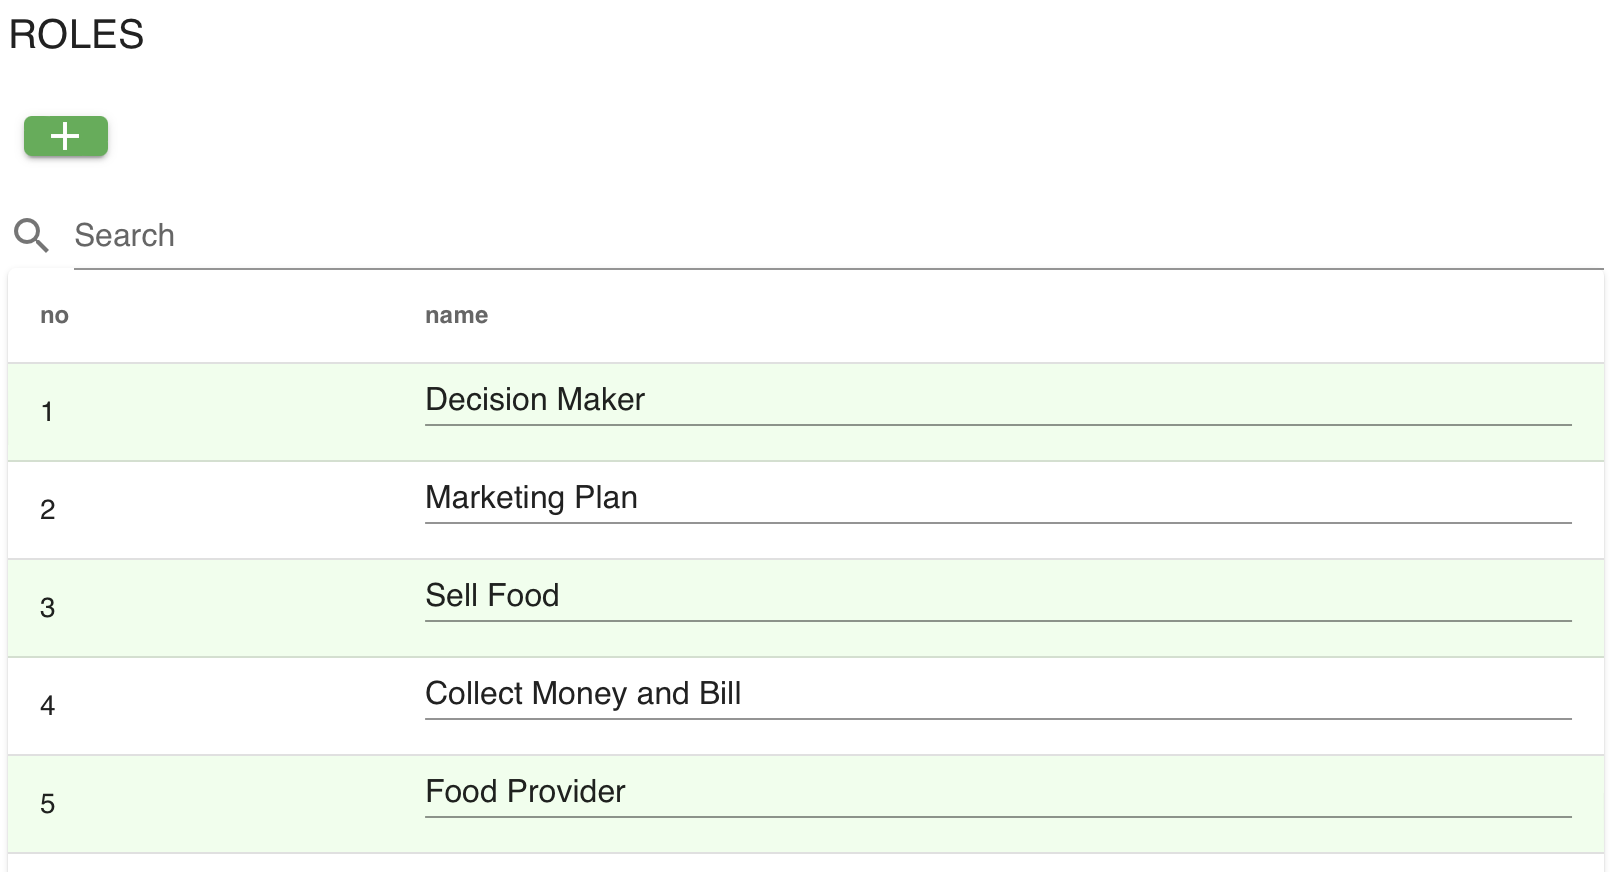 ROLES
+
Search
no name
1 Decision Maker
2 Marketing Plan
3 Sell Food
4 Collect Money and Bill
5 Food Provider